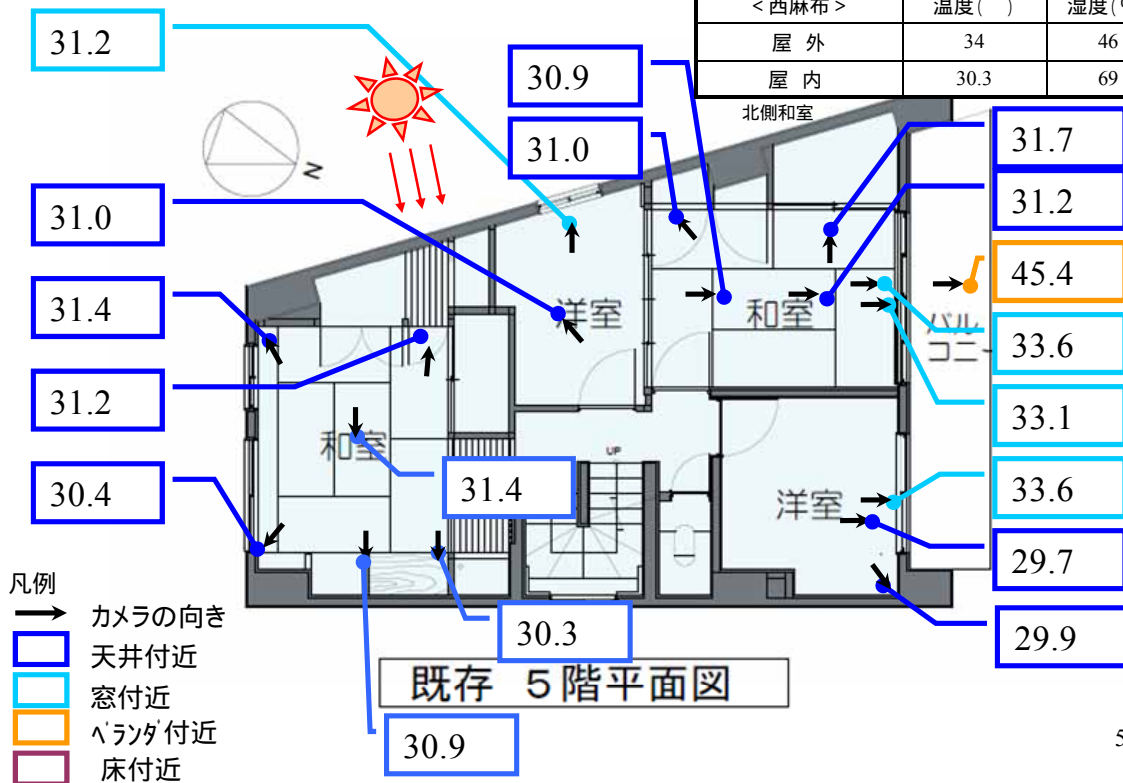 <西麻布> 温度( ) 湿度(%
屋 外 34 46
屋 内 30.3 69
北側和室
31.2
30.9
31.0
31.7
31.2
45.4
33.6
33.1
33.6
29.7
29.9
31.0
31.4
31.2
30.4
31.4
30.3
30.9
N
洋室
和室
バル
コニー
和室
UP
洋室
凡例
カメラの向き
天井付近
窓付近
ベランダ付近
床付近
既存 5階平面図
5